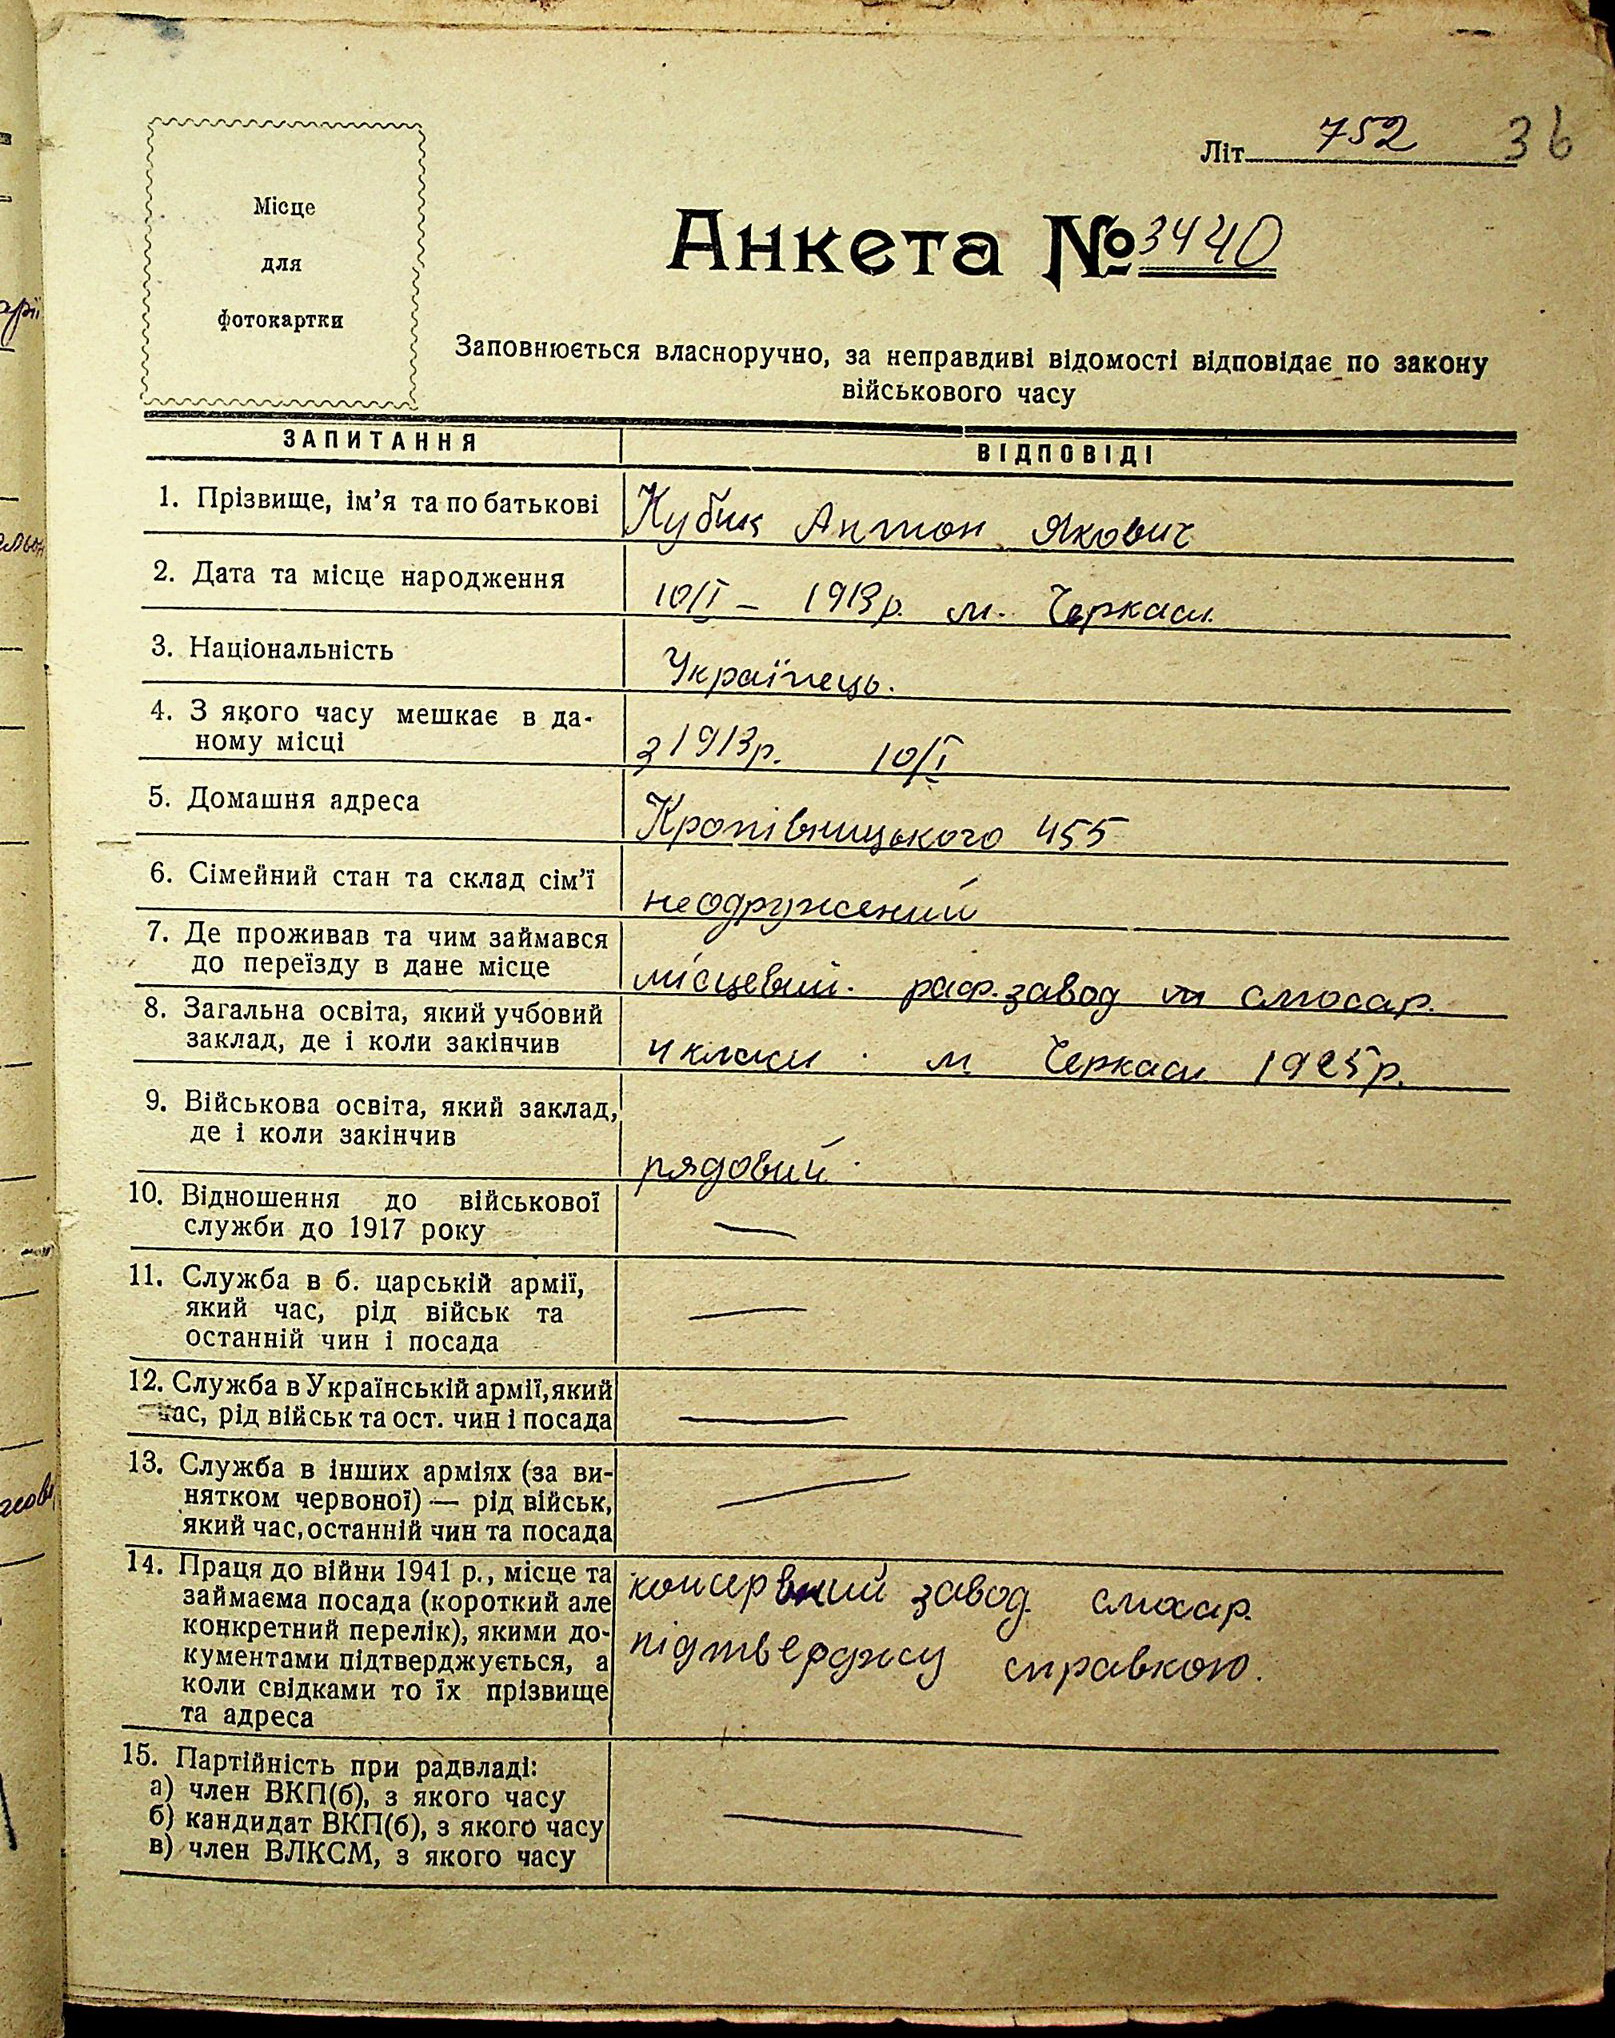 Літ. 752 36
Місце
для
фотокартки
Анкета № 3440
Заповнюється власноручно, за неправдиві відомості відповідає по закону
військового часу
ЗАПИТАННЯ ВІДПОВІДІ
1. Прізвище, ім'я та по батькові Кубик Антон Якович
2. Дата та місце народження 10/I – 1913р. м. Черкаси.
3. Національність Українець.
4. З якого часу мешкає в да-
ному місці з 1913р. 10/I
5. Домашня адреса Кропівницького 455
6. Сімейний стан та склад сім'ї неодружений
7. Де проживав та чим займався
до переїзду в дане місце місцевий. раф. завод слюсар.
8. Загальна освіта, який учбовий
заклад, де і коли закінчив 4 класи. м Черкаси 1925р.
9. Військова освіта, який заклад,
де і коли закінчив рядовий.
10. Відношення до військової
служби до 1917 року —
11. Служба в б. царській армії,
який час, рід військ та
останній чин і посада —
12. Служба в Українській армії, який
час, рід військ та ост. чин і посада —
13. Служба в інших арміях (за ви-
нятком червоної) — рід військ,
який час, останній чин та посада —
14. Праця до війни 1941 р., місце та
займаєма посада (короткий але
конкретний перелік), якими до-
кументами підтверджується, а
коли свідками то їх прізвище
та адреса
консервний завод. слюсар.
підтверджу справкою.
15. Партійність при радвладі:
а) член ВКП(б), з якого часу
б) кандидат ВКП(б), з якого часу —
в) член ВЛКСМ, з якого часу